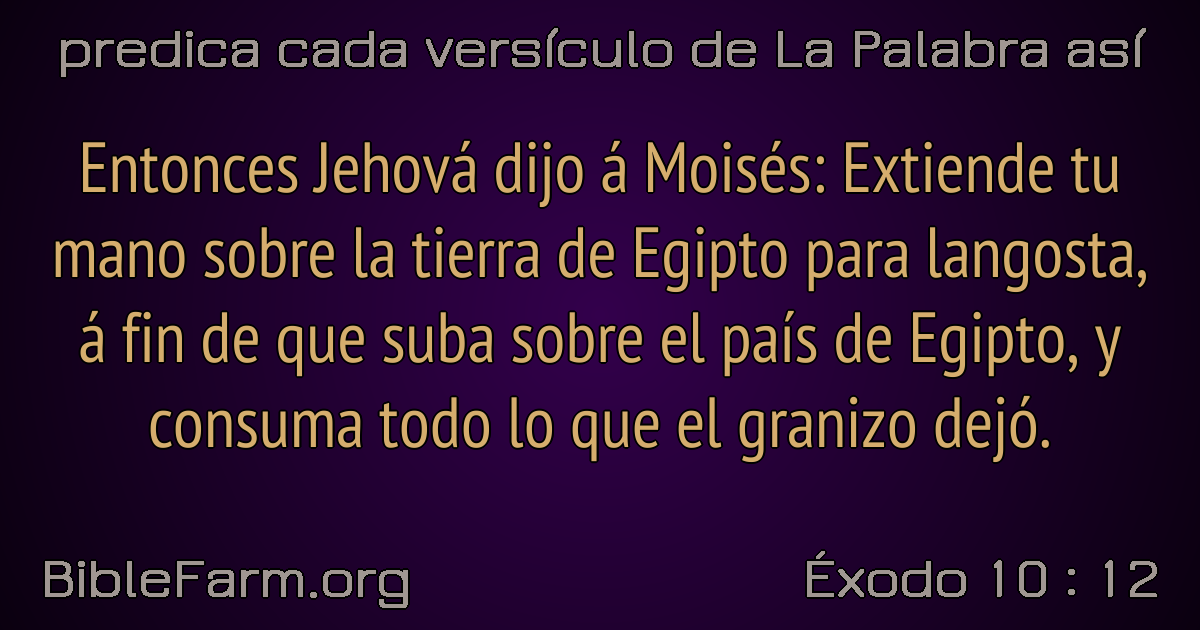 predica cada versículo de La Palabra así
Entonces Jehová dijo á Moisés: Extiende tu
mano sobre la tierra de Egipto para langosta,
á fin de que suba sobre el país de Egipto, y
consuma todo lo que el granizo dejó.
BibleFarm.org
Éxodo 10 : 12